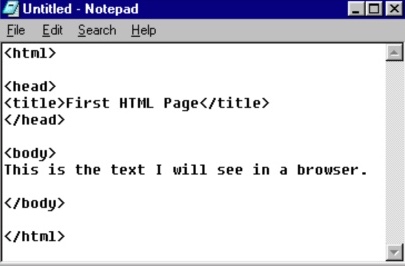 Untitled - Notepad
File Edit Search Help
<html>
<head>
<title>First HTML Page</title>
</head>
<body>
This is the text I will see in a browser.
</body>
</html>